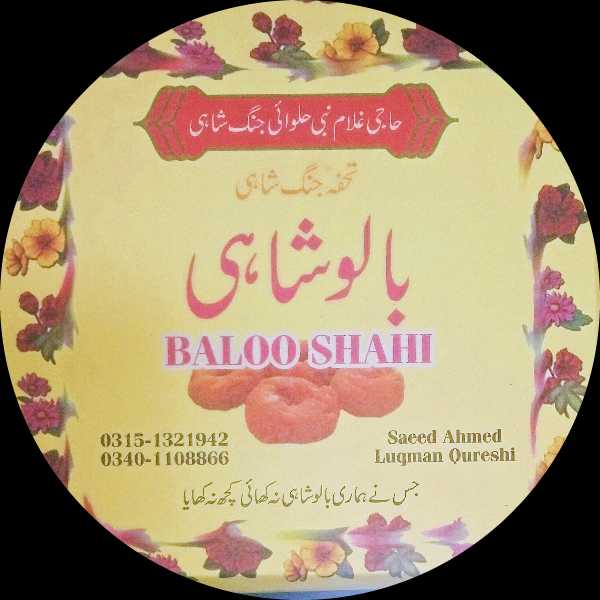 حاجی غلام نبی حلوائی جنگ شاہی
تحفہ جنگ شاہی
بالوشاہی
BALOO SHAHI
0315-1321942
0340-1108866
Saeed Ahmed
Luqman Qureshi
جس نے ہماری بالوشاہی نہ کھائی کچھ نہ کھایا